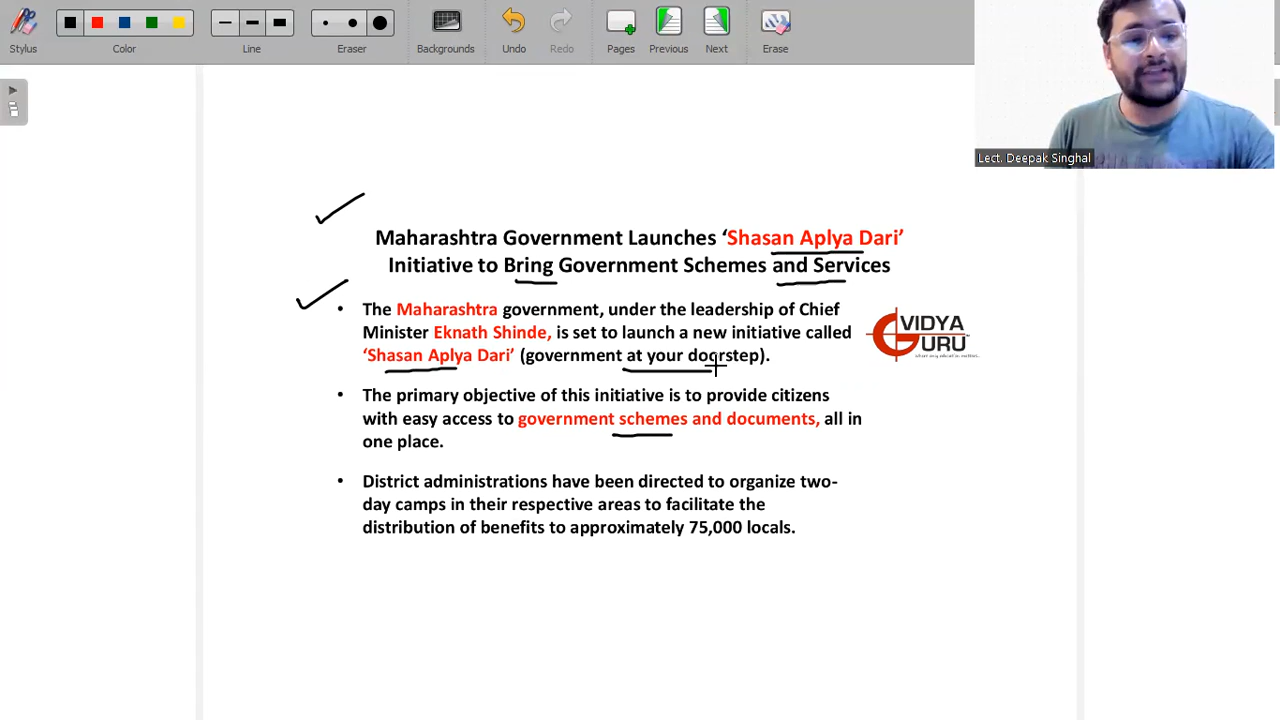 Stylus
Color
Line
Eraser
Backgrounds
Undo
Redo
Pages
Previous
Next
Erase
Lect. Deepak Singhal
Maharashtra Government Launches ‘Shasan Aplya Dari’
Initiative to Bring Government Schemes and Services
• The Maharashtra government, under the leadership of Chief
Minister Eknath Shinde, is set to launch a new initiative called
‘Shasan Aplya Dari’ (government at your doorstep).
VIDYA
GURU
• The primary objective of this initiative is to provide citizens
with easy access to government schemes and documents, all in
one place.
• District administrations have been directed to organize two-
day camps in their respective areas to facilitate the
distribution of benefits to approximately 75,000 locals.